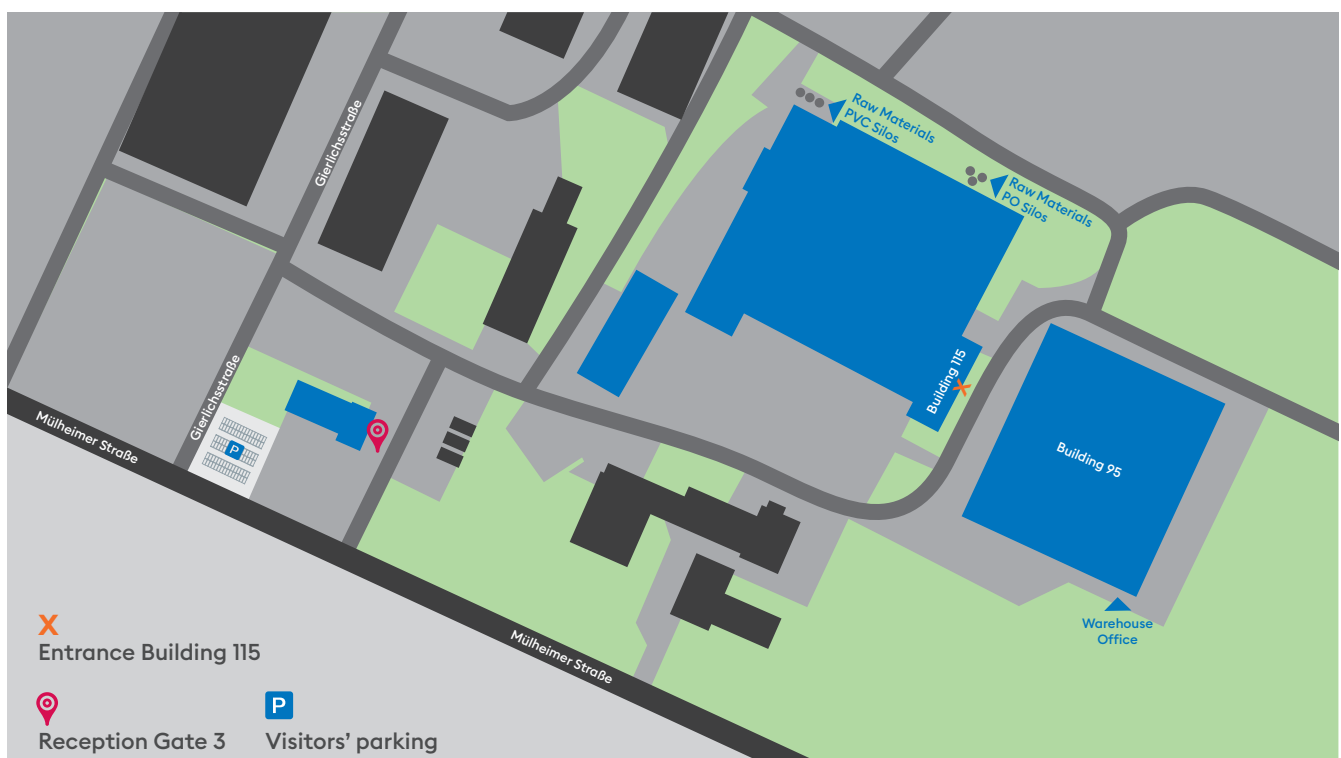 Raw Materials
PVC Silos
Raw Materials
PO Silos
Gierlichsstraße
Gierlichsstraße
Building 115
Building 95
Mülheimer Straße
P
Mülheimer Straße
Warehouse
Office
X
Entrance Building 115
P
Reception Gate 3
Visitors' parking